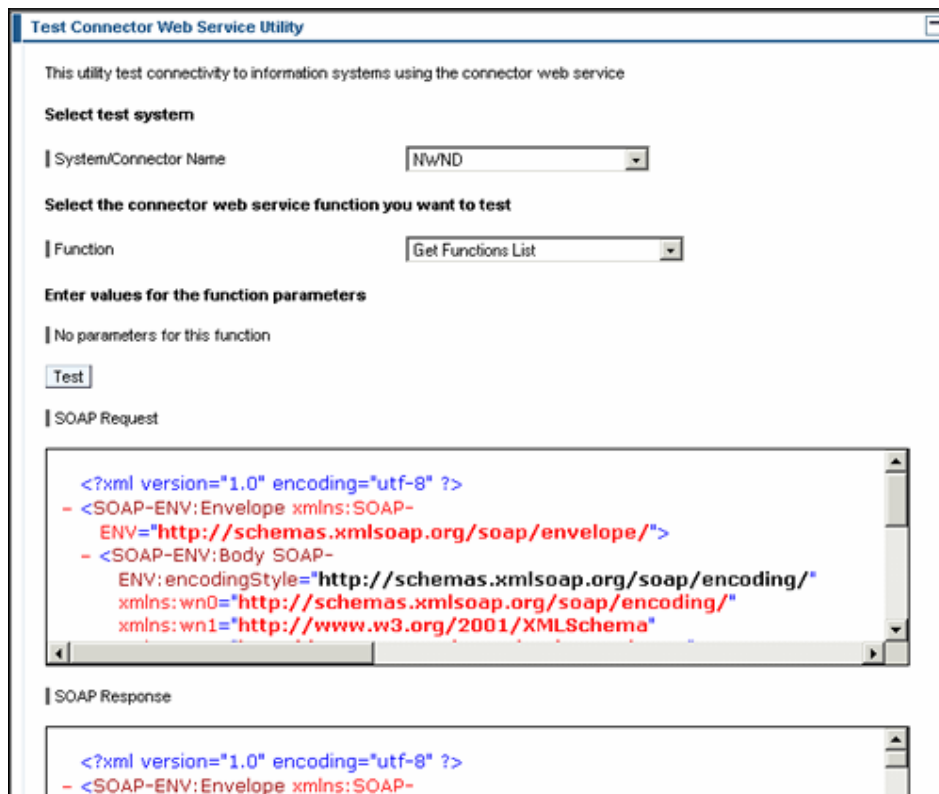 Test Connector Web Service Utility
This utility test connectivity to information systems using the connector web service
Select test system
System/Connector Name NWND
Select the connector web service function you want to test
Function Get Functions List
Enter values for the function parameters
No parameters for this function
Test
SOAP Request
<?xml version="1.0" encoding="utf-8" ?>
- <SOAP-ENV:Envelope xmlns:SOAP-
ENV="http://schemas.xmlsoap.org/soap/envelope/">
- <SOAP-ENV:Body SOAP-
ENV:encodingStyle="http://schemas.xmlsoap.org/soap/encoding/"
xmlns:wn0="http://schemas.xmlsoap.org/soap/encoding/"
xmlns:wn1="http://www.w3.org/2001/XMLSchema"
SOAP Response
<?xml version="1.0" encoding="utf-8" ?>
- <SOAP-ENV:Envelope xmlns:SOAP-